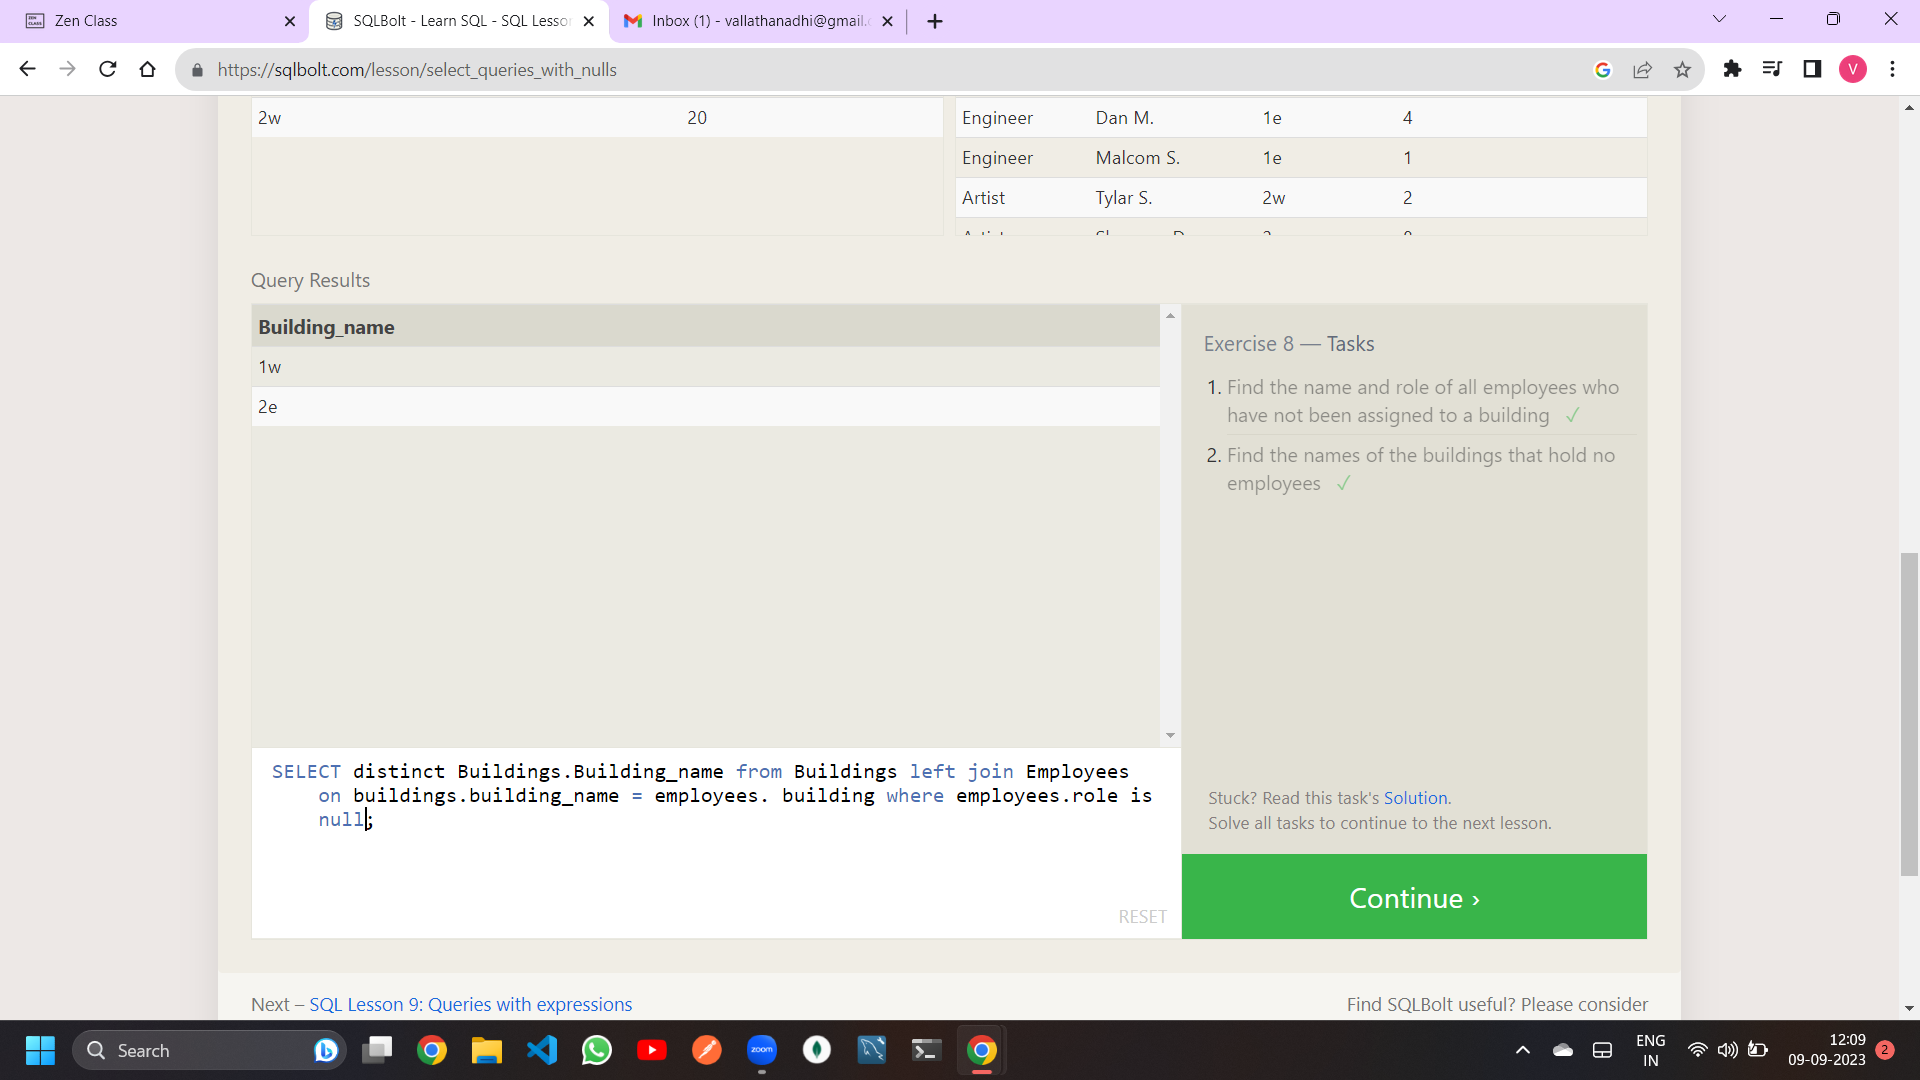 Zen Class
SQLBolt - Learn SQL - SQL Lesson
Inbox (1) - vallathanadhi@gmail.
https://sqlbolt.com/lesson/select_queries_with_nulls
V
2w 20
Engineer Dan M. 1e 4
Engineer Malcom S. 1e 1
Artist Tylar S. 2w 2
Query Results
Building_name
1w
2e
Exercise 8 — Tasks
1. Find the name and role of all employees who
have not been assigned to a building ✓
2. Find the names of the buildings that hold no
employees ✓
SELECT distinct Buildings.Building_name from Buildings left join Employees
on buildings.building_name = employees. building where employees.role is
null;
RESET
Stuck? Read this task's Solution.
Solve all tasks to continue to the next lesson.
Continue ›
Next – SQL Lesson 9: Queries with expressions
Find SQLBolt useful? Please consider
Search
zoom
ENG
IN
12:09
09-09-2023
2